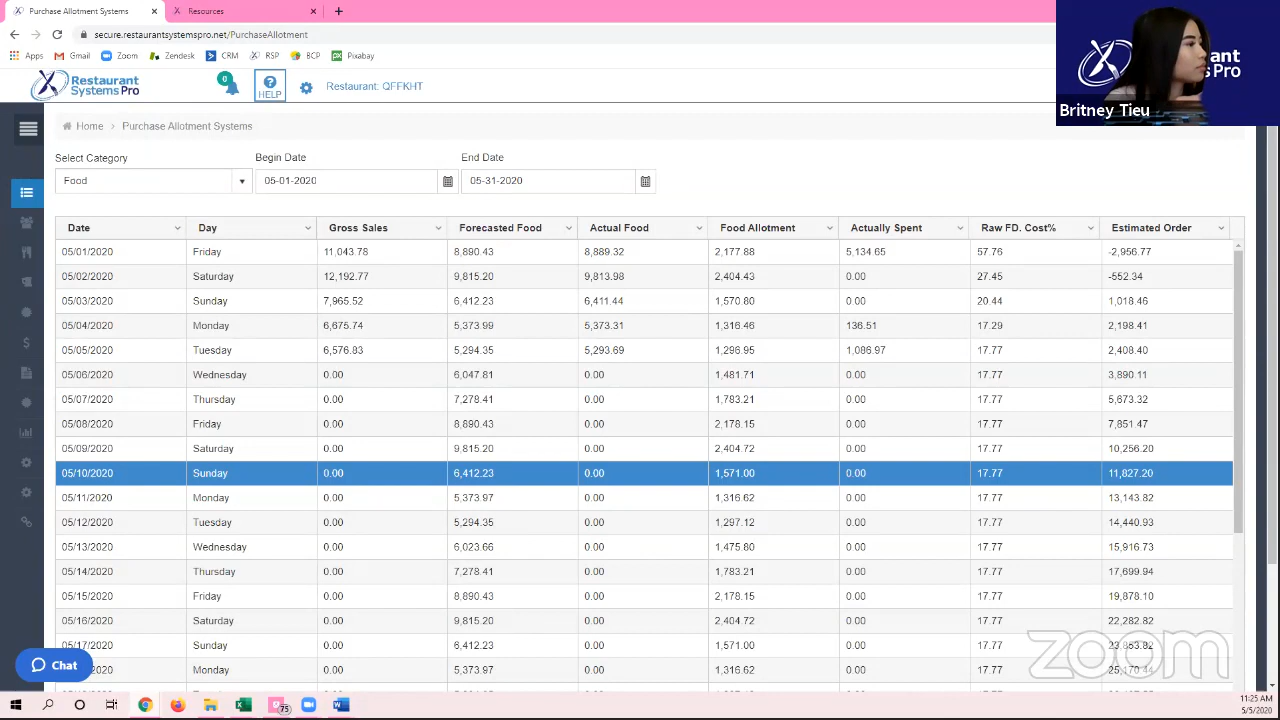 Purchase Allotment Systems
Resources
secure.restaurantsystemspro.net/PurchaseAllotment
Apps Gmail Zoom Zendesk CRM RSP BCP Pixabay
Restaurant Systems Pro
0
HELP
Restaurant: QFFKHT
ant
s Pro
Britney Tieu
Home > Purchase Allotment Systems
Select Category Begin Date End Date
Food 05-01-2020 05-31-2020
Date Day Gross Sales Forecasted Food Actual Food Food Allotment Actually Spent Raw FD. Cost% Estimated Order
05/01/2020 Friday 11,043.78 8,890.43 8,889.32 2,177.88 5,134.65 57.76 -2,956.77
05/02/2020 Saturday 12,192.77 9,815.20 9,813.98 2,404.43 0.00 27.45 -552.34
05/03/2020 Sunday 7,965.52 6,412.23 6,411.44 1,570.80 0.00 20.44 1,018.46
05/04/2020 Monday 6,675.74 5,373.99 5,373.31 1,316.46 136.51 17.29 2,198.41
05/05/2020 Tuesday 6,576.83 5,294.35 5,293.69 1,296.95 1,086.97 17.77 2,408.40
05/06/2020 Wednesday 0.00 6,047.81 0.00 1,481.71 0.00 17.77 3,890.11
05/07/2020 Thursday 0.00 7,278.41 0.00 1,783.21 0.00 17.77 5,673.32
05/08/2020 Friday 0.00 8,890.43 0.00 2,178.15 0.00 17.77 7,851.47
05/09/2020 Saturday 0.00 9,815.20 0.00 2,404.72 0.00 17.77 10,256.20
05/10/2020 Sunday 0.00 6,412.23 0.00 1,571.00 0.00 17.77 11,827.20
05/11/2020 Monday 0.00 5,373.97 0.00 1,316.62 0.00 17.77 13,143.82
05/12/2020 Tuesday 0.00 5,294.35 0.00 1,297.12 0.00 17.77 14,440.93
05/13/2020 Wednesday 0.00 6,023.66 0.00 1,475.80 0.00 17.77 15,916.73
05/14/2020 Thursday 0.00 7,278.41 0.00 1,783.21 0.00 17.77 17,699.94
05/15/2020 Friday 0.00 8,890.43 0.00 2,178.15 0.00 17.77 19,878.10
05/16/2020 Saturday 0.00 9,815.20 0.00 2,404.72 0.00 17.77 22,282.82
05/17/2020 Sunday 0.00 6,412.23 0.00 1,571.00 0.00 17.77 23,853.82
2020 Monday 0.00 5,373.97 0.00 1,316.62 0.00 17.77 25,170.44
Chat
zoom
75
11:25 AM
5/5/2020